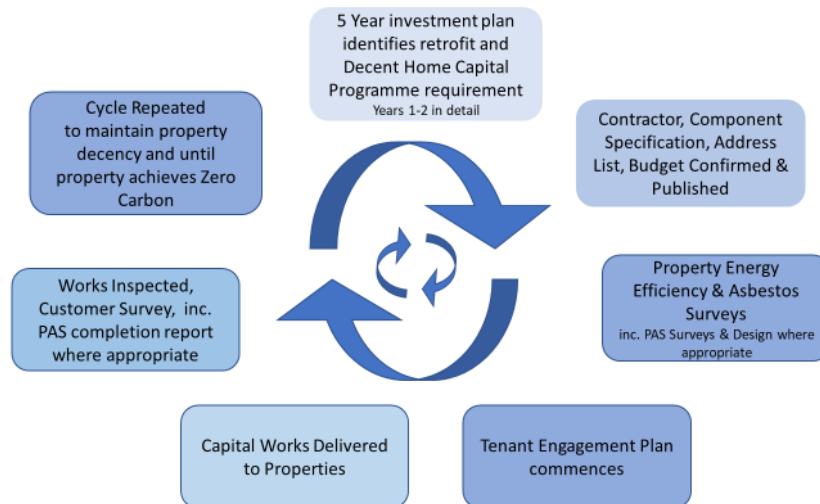 5 Year investment plan
identifies retrofit and
Decent Home Capital
Programme requirement
Years 1-2 in detail
Contractor, Component
Specification, Address
List, Budget Confirmed &
Published
Property Energy
Efficiency & Asbestos
Surveys
inc. PAS Surveys & Design where
appropriate
Tenant Engagement Plan
commences
Capital Works Delivered
to Properties
Works Inspected,
Customer Survey, inc.
PAS completion report
where appropriate
Cycle Repeated
to maintain property
decency and until
property achieves Zero
Carbon